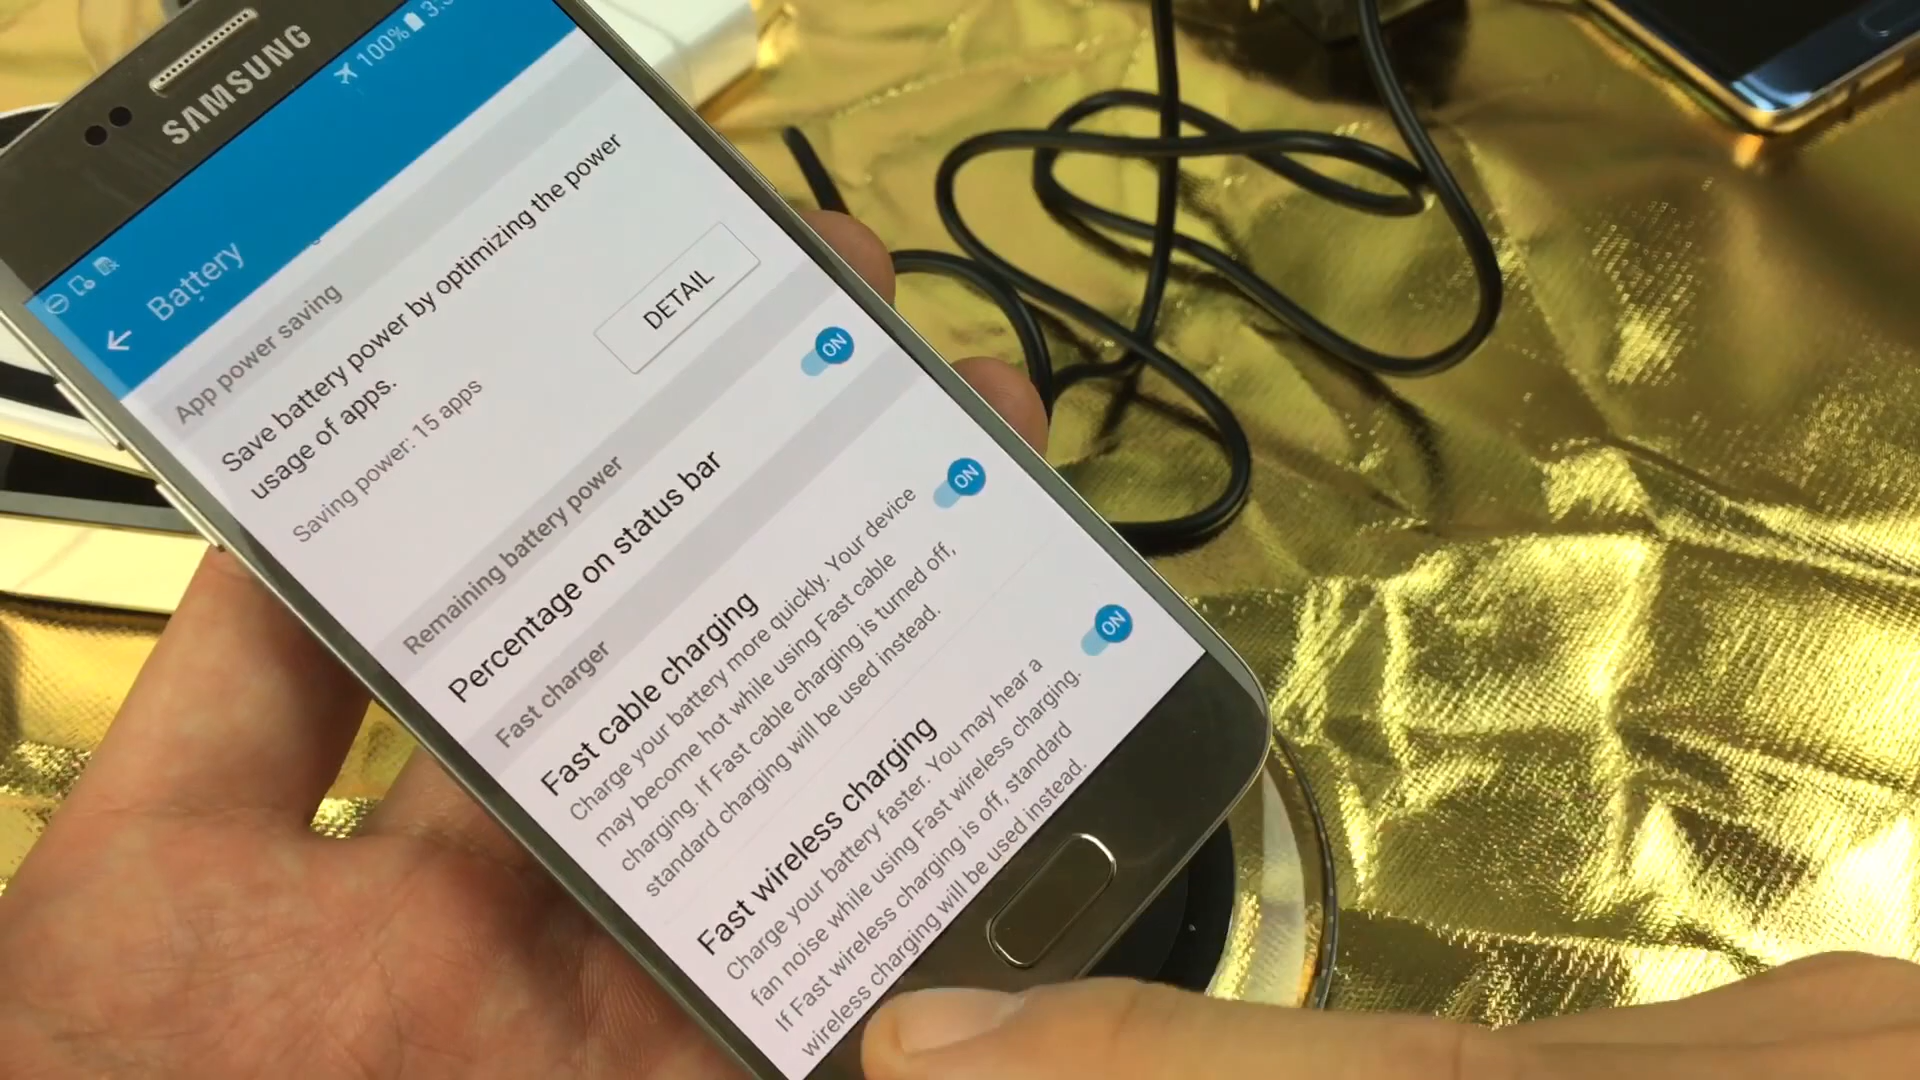 SAMSUNG
100% 3:
Battery
App power saving
Save battery power by optimizing the power
usage of apps.
Saving power: 15 apps
DETAIL
Remaining battery power
Percentage on status bar
ON
Fast charger
Fast cable charging
ON
Charge your battery more quickly. Your device
may become hot while using Fast cable
charging. If Fast cable charging is turned off,
standard charging will be used instead.
Fast wireless charging
ON
Charge your battery faster. You may hear a
fan noise while using Fast wireless charging.
If Fast wireless charging is off, standard
wireless charging will be used instead.